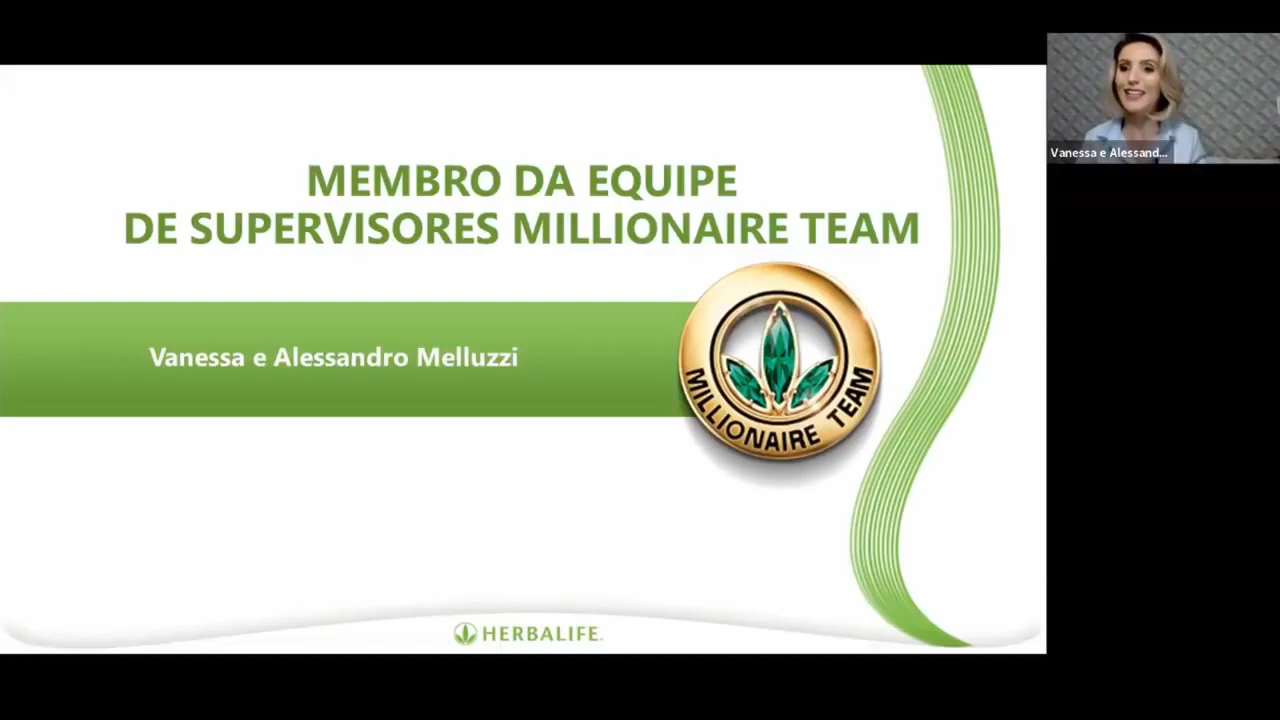 MEMBRO DA EQUIPE
DE SUPERVISORES MILLIONAIRE TEAM
Vanessa e Alessandro Melluzzi
MILLIONAIRE TEAM
HERBALIFE
Vanessa e Alessand...